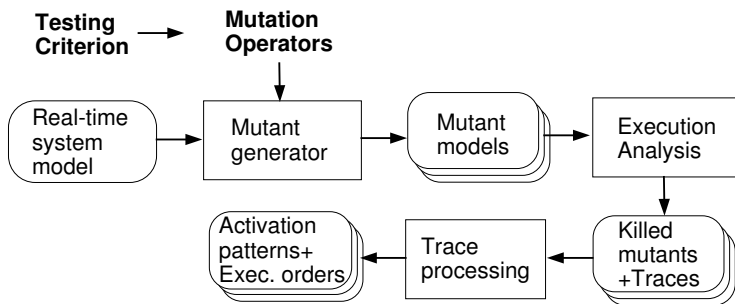 Testing
Criterion
Mutation
Operators
Real-time
system
model
Mutant
generator
Mutant
models
Execution
Analysis
Activation
patterns+
Exec. orders
Trace
processing
Killed
mutants
+Traces